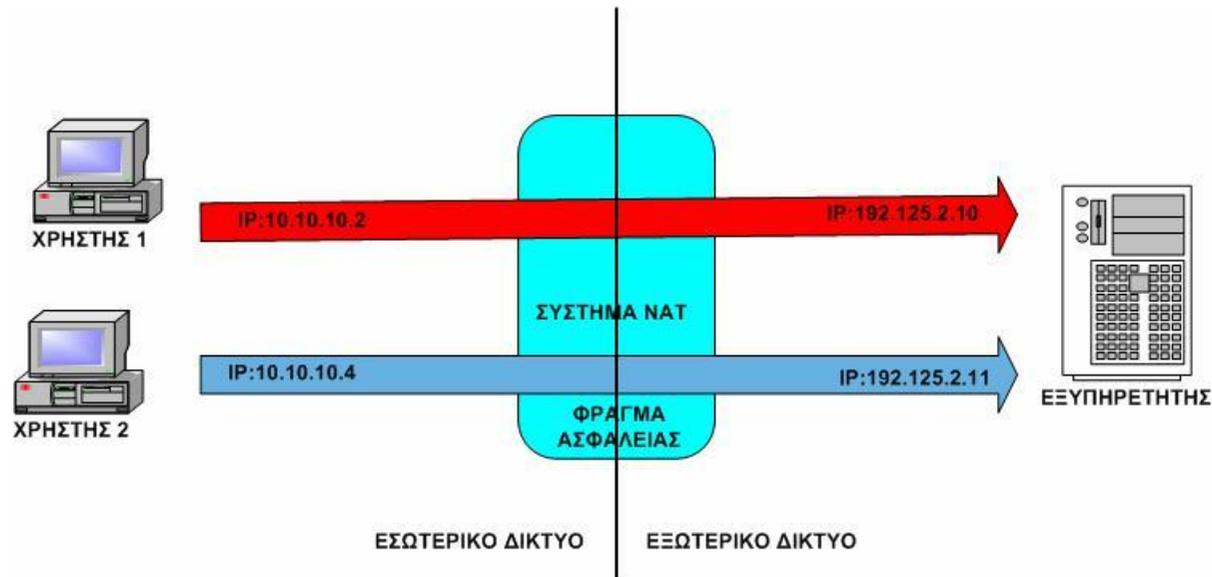 ΧΡΗΣΤΗΣ 1
IP:10.10.10.2
IP:192.125.2.10
ΣΥΣΤΗΜΑ NAT
ΧΡΗΣΤΗΣ 2
IP:10.10.10.4
IP:192.125.2.11
ΕΞΥΠΗΡΕΤΗΤΗΣ
ΦΡΑΓΜΑ
ΑΣΦΑΛΕΙΑΣ
ΕΣΩΤΕΡΙΚΟ ΔΙΚΤΥΟ
ΕΞΩΤΕΡΙΚΟ ΔΙΚΤΥΟ